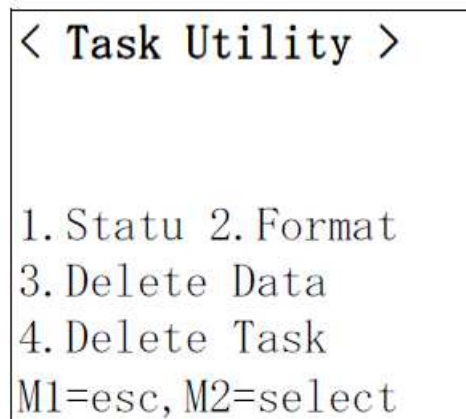 < Task Utility >
1.Statu 2.Format
3.Delete Data
4.Delete Task
M1=esc,M2=select